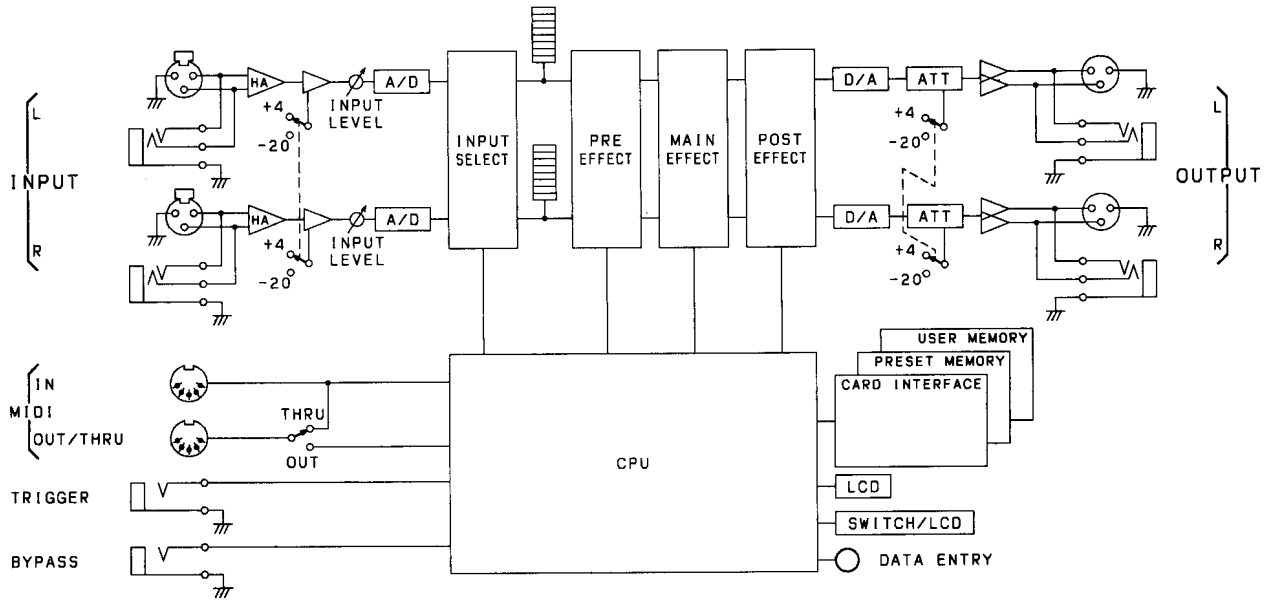 INPUT
L
R
HA
+4
-20
INPUT
LEVEL
A/D
HA
+4
-20
INPUT
LEVEL
A/D
INPUT
SELECT
PRE
EFFECT
MAIN
EFFECT
POST
EFFECT
D/A
ATT
+4
-20
D/A
ATT
+4
-20
L
OUTPUT
R
MIDI
IN
OUT/THRU
THRU
OUT
TRIGGER
BYPASS
CPU
USER MEMORY
PRESET MEMORY
CARD INTERFACE
LCD
SWITCH/LCD
DATA ENTRY